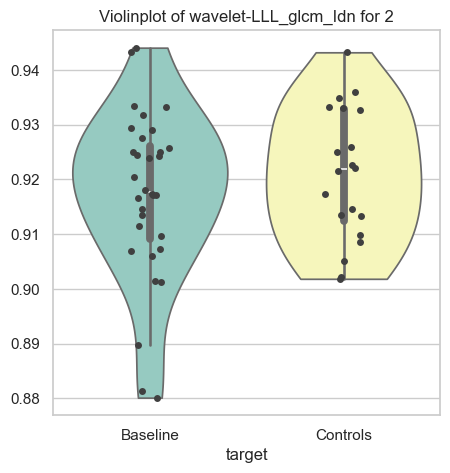 Violinplot of wavelet-LLL_glcm_Idn for 2
0.94
0.93
0.92
0.91
0.90
0.89
0.88
Baseline Controls
target